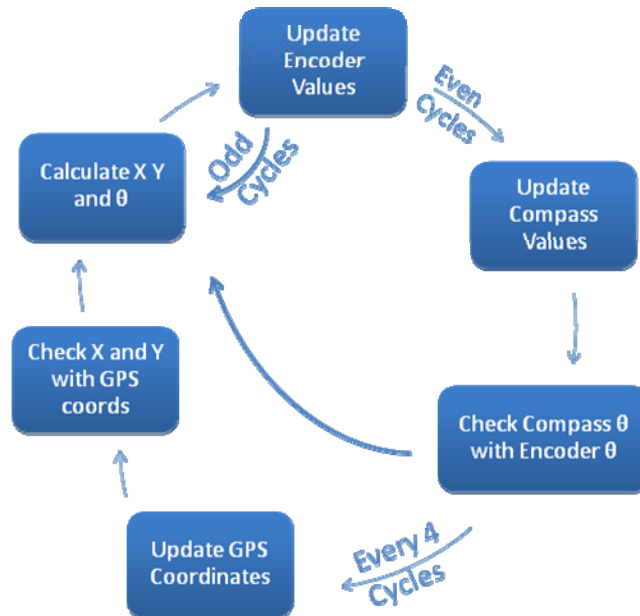 Update
Encoder
Values
Even
Cycles
Odd
Cycles
Calculate X Y
and θ
Update
Compass
Values
Check X and Y
with GPS
coords
Check Compass θ
with Encoder θ
Every 4
Cycles
Update GPS
Coordinates